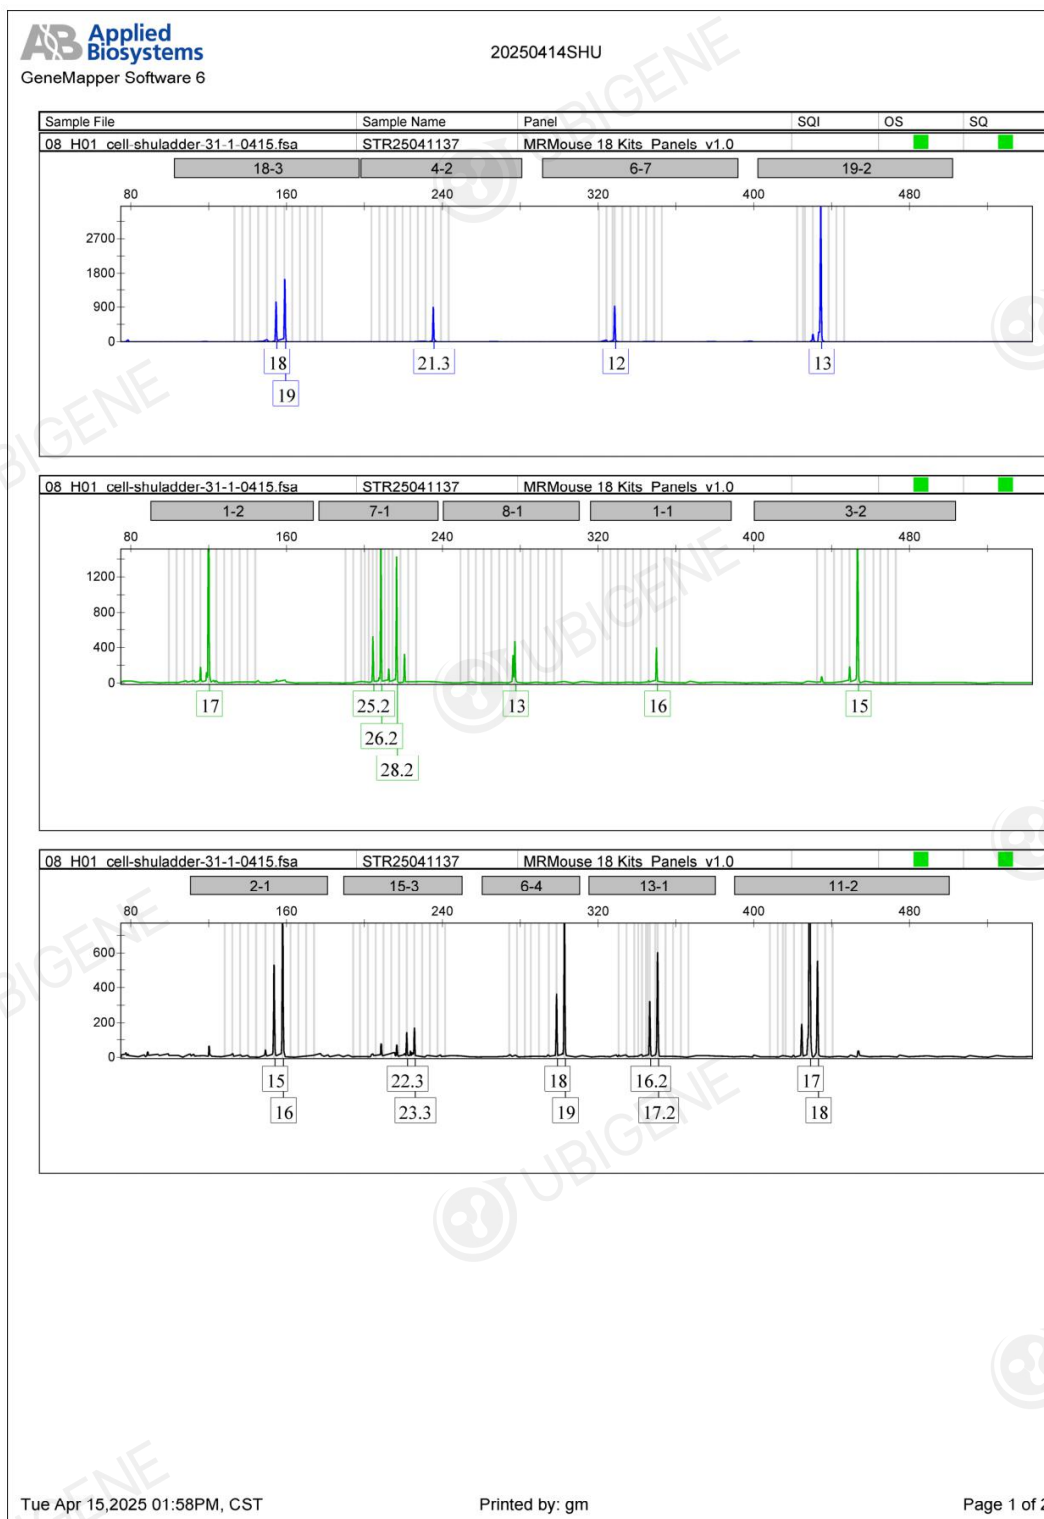 AB Applied Biosystems
GeneMapper Software 6
20250414SHU
Sample File Sample Name Panel SQI OS SQ
08_H01_cell-shuladder-31-1-0415.fsa STR25041137 MRMouse 18 Kits_Panels_v1.0
18-3 4-2 6-7 19-2
80 160 240 320 400 480
2700
1800
900
0
18 21.3 12 13
19
08_H01_cell-shuladder-31-1-0415.fsa STR25041137 MRMouse 18 Kits_Panels_v1.0
1-2 7-1 8-1 1-1 3-2
80 160 240 320 400 480
1200
800
400
0
17 25.2 13 16 15
26.2
28.2
08_H01_cell-shuladder-31-1-0415.fsa STR25041137 MRMouse 18 Kits_Panels_v1.0
2-1 15-3 6-4 13-1 11-2
80 160 240 320 400 480
600
400
200
0
15 22.3 18 16.2 17
16 23.3 19 17.2 18
UBIGENE
Tue Apr 15,2025 01:58PM, CST Printed by: gm Page 1 of 2